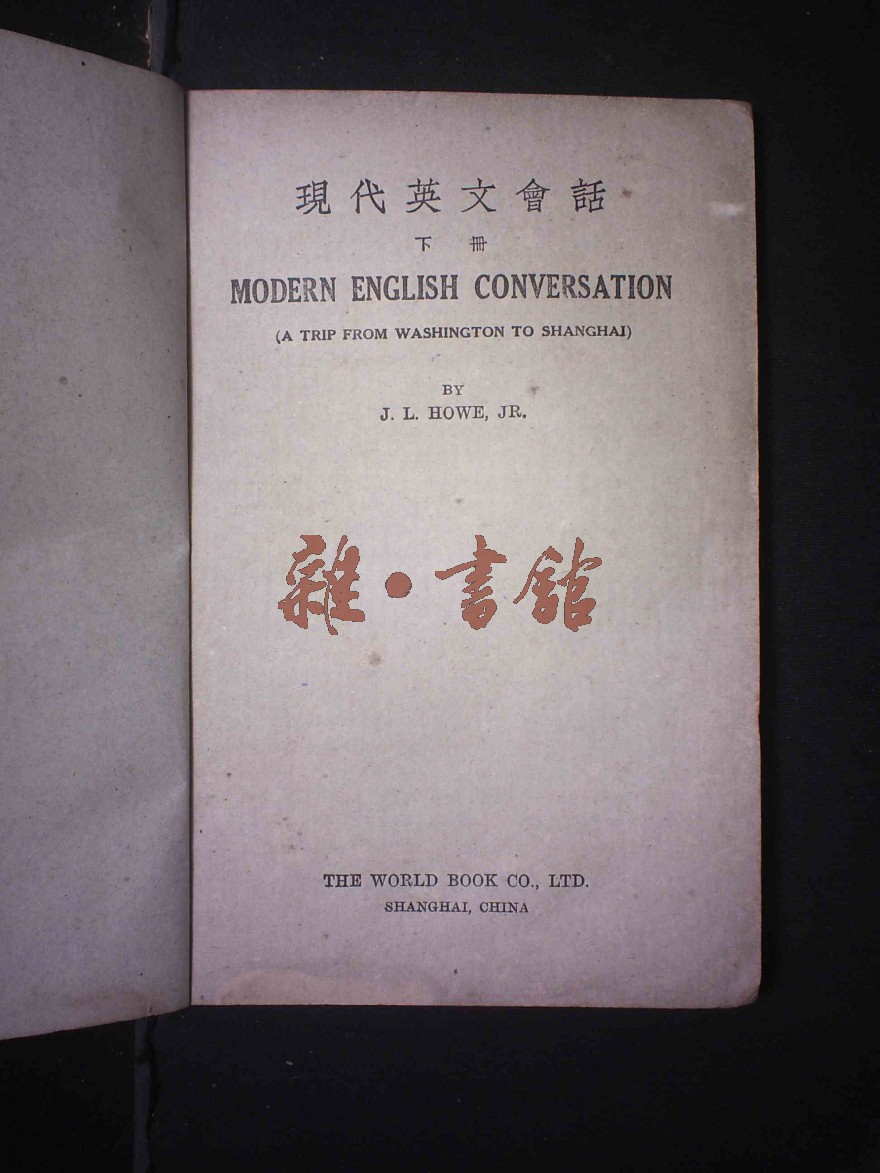 現代英文會話
下冊
MODERN ENGLISH CONVERSATION
(A TRIP FROM WASHINGTON TO SHANGHAI)
BY
J. L. HOWE, JR.
雜·書館
THE WORLD BOOK CO., LTD.
SHANGHAI, CHINA